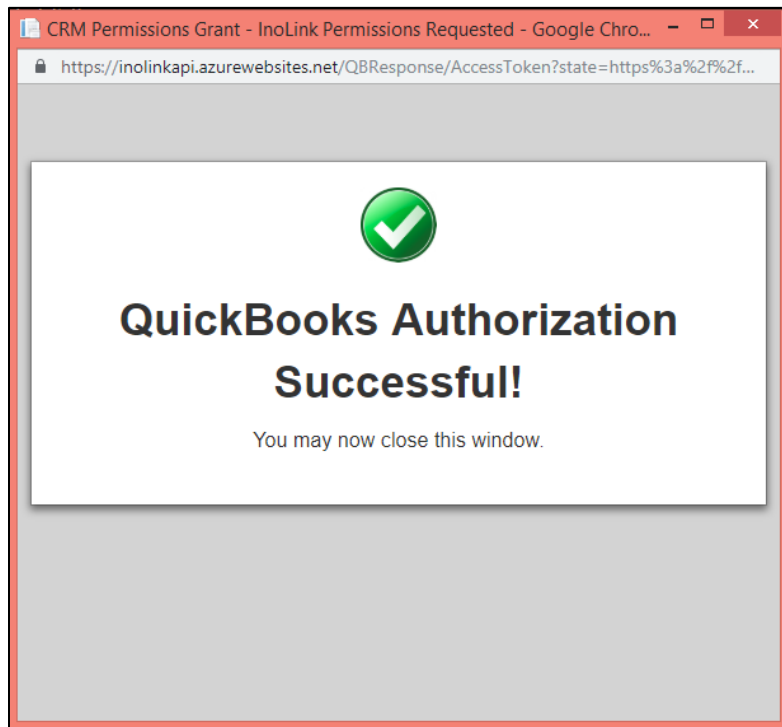 CRM Permissions Grant - InoLink Permissions Requested - Google Chro...
https://inolinkapi.azurewebsites.net/QBResponse/AccessToken?state=https%3a%2f%2f...
QuickBooks Authorization
Successful!
You may now close this window.